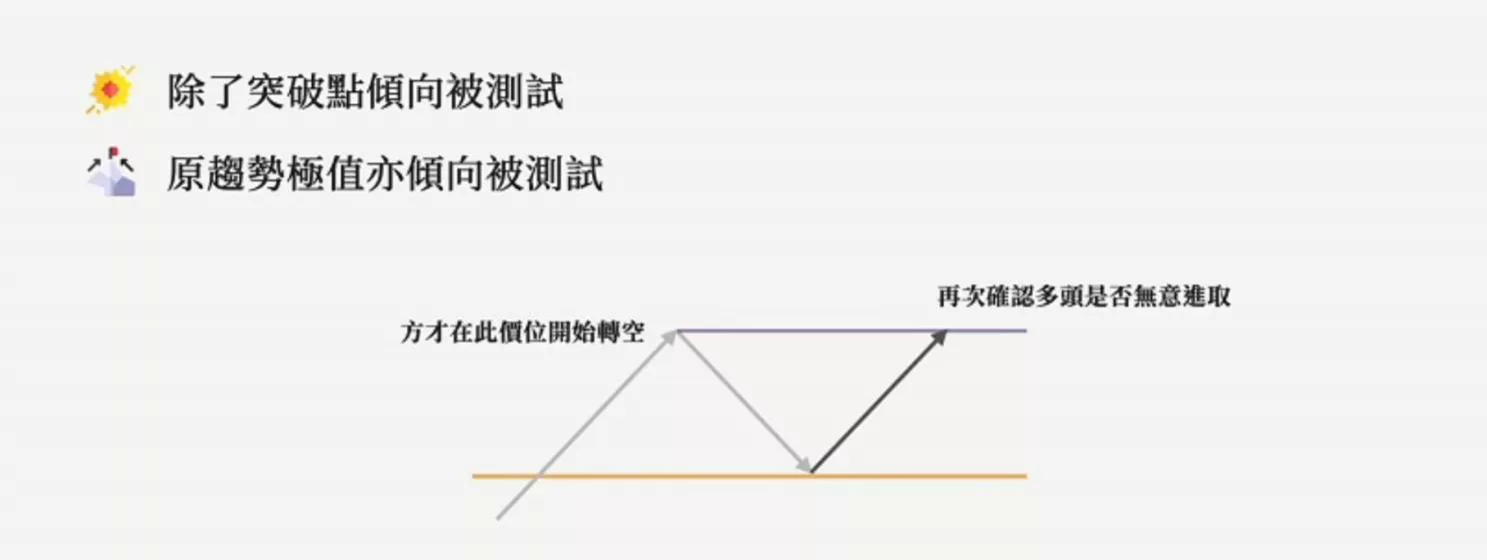 除了突破點傾向被測試
原趨勢極值亦傾向被測試
再次確認多頭是否無意進取
方才在此價位開始轉空